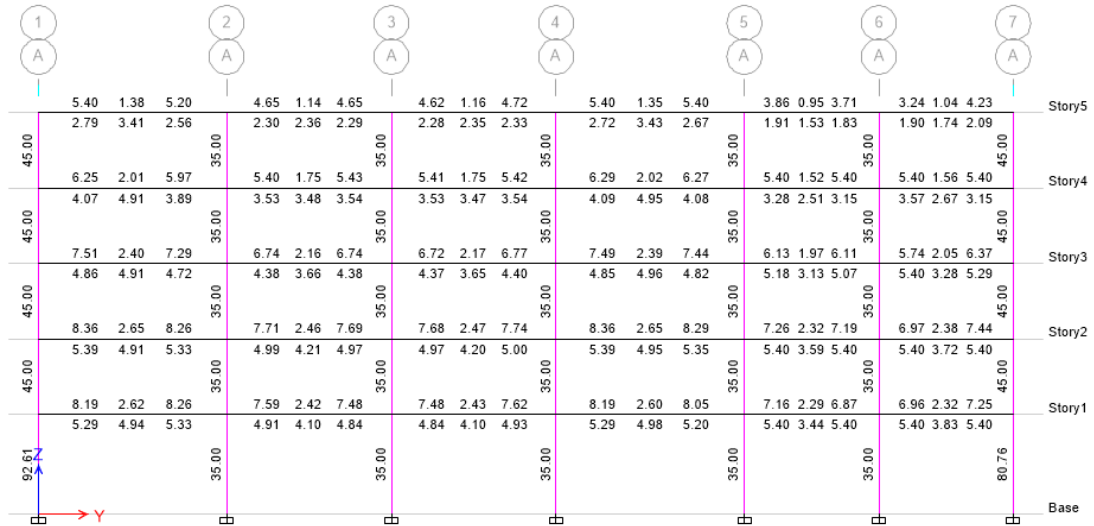 1 2 3 4 5 6 7
A A A A A A A
5.40 1.38 5.20 4.65 1.14 4.65 4.62 1.16 4.72 5.40 1.35 5.40 3.86 0.95 3.71 3.24 1.04 4.23 Story5
2.79 3.41 2.56 2.30 2.36 2.29 2.28 2.35 2.33 2.72 3.43 2.67 1.91 1.53 1.83 1.90 1.74 2.09
45.00 35.00 35.00 35.00 35.00 35.00 45.00
6.25 2.01 5.97 5.40 1.75 5.43 5.41 1.75 5.42 6.29 2.02 6.27 5.40 1.52 5.40 5.40 1.56 5.40 Story4
4.07 4.91 3.89 3.53 3.48 3.54 3.53 3.47 3.54 4.09 4.95 4.08 3.28 2.51 3.15 3.57 2.67 3.15
45.00 35.00 35.00 35.00 35.00 35.00 45.00
7.51 2.40 7.29 6.74 2.16 6.74 6.72 2.17 6.77 7.49 2.39 7.44 6.13 1.97 6.11 5.74 2.05 6.37 Story3
4.86 4.91 4.72 4.38 3.66 4.38 4.37 3.65 4.40 4.85 4.96 4.82 5.18 3.13 5.07 5.40 3.28 5.29
45.00 35.00 35.00 35.00 35.00 35.00 45.00
8.36 2.65 8.26 7.71 2.46 7.69 7.68 2.47 7.74 8.36 2.65 8.29 7.26 2.32 7.19 6.97 2.38 7.44 Story2
5.39 4.91 5.33 4.99 4.21 4.97 4.97 4.20 5.00 5.39 4.95 5.35 5.40 3.59 5.40 5.40 3.72 5.40
45.00 35.00 35.00 35.00 35.00 35.00 45.00
8.19 2.62 8.26 7.59 2.42 7.48 7.48 2.43 7.62 8.19 2.60 8.05 7.16 2.29 6.87 6.96 2.32 7.25 Story1
5.29 4.94 5.33 4.91 4.10 4.84 4.84 4.10 4.93 5.29 4.98 5.20 5.40 3.44 5.40 5.40 3.83 5.40
92.61 35.00 35.00 35.00 35.00 35.00 80.76
Z
Y Base